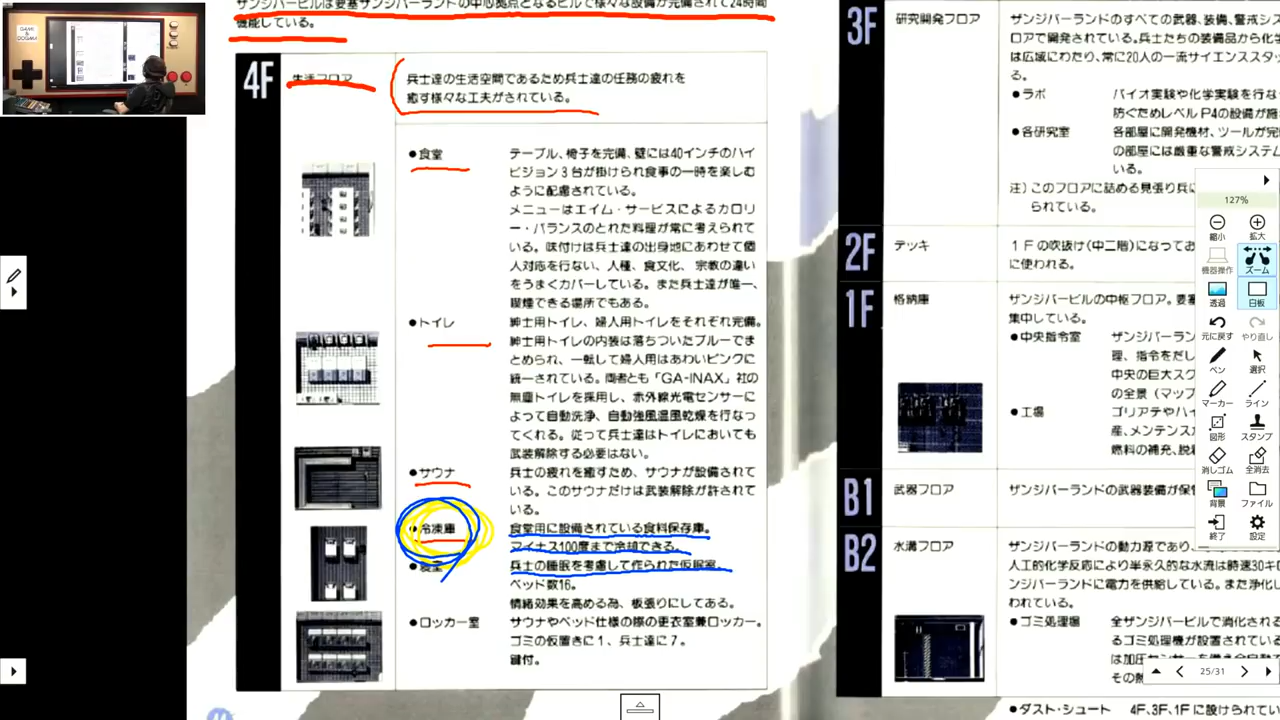 ザンジバービルは要塞ザンジバーランドの中心拠点となるビルで様々な設備が完備されて24時間
機能している。
4F
生活フロア
兵士達の生活空間であるため兵士達の任務の疲れを
癒す様々な工夫がされている。
●食堂
テーブル、椅子を完備、壁には40インチのハイ
ビジョン3台が掛けられ食事の一時を楽しむ
ように配慮されている。
メニューはエイム・サービスによるカロリ
ー・バランスのとれた料理が常に考えられて
いる。味付けは兵士達の出身地にあわせて個
人対応を行ない、人種、食文化、宗教の違い
をうまくカバーしている。また兵士達が唯一、
喫煙できる場所でもある。
●トイレ
紳士用トイレ、婦人用トイレをそれぞれ完備。
紳士用トイレの内装は落ちついたブルーでま
とめられ、一転して婦人用はあわいピンクに
統一されている。両者とも「GA-INAX」社の
無塵トイレを採用し、赤外線光電センサーに
よって自動洗浄、自動強風温風乾燥を行なっ
てくれる。従って兵士達はトイレにおいても
武装解除する必要はない。
●サウナ
兵士の疲れを癒すため、サウナが設備されて
いる。このサウナだけは武装解除が許されて
いる。
●冷凍庫
食堂用に設備されている食料保存庫。
マイナス100度まで冷却できる。
●寝室
兵士の睡眠を考慮して作られた仮眠室。
ベッド数16。
情緒効果を高める為、板張りにしてある。
●ロッカー室
サウナやベッド仕様の際の更衣室兼ロッカー。
ゴミの仮置きに1、兵士達に7。
鍵付。
3F
研究開発フロア
ザンジバーランドのすべての武器、装備、警戒シス
ロアで開発されている。兵士たちの装備品から化学
は広域にわたり、常に20人の一流サイエンススタッ
る。
●ラボ
バイオ実験や化学実験を行な
防ぐためレベルP4の設備が施
●各研究室
各部屋に開発機材、ツールが完
の部屋には厳重な警戒システム
いる。
注）このフロアに詰める見張り兵に
られている。
2F
デッキ
1Fの吹抜け（中二階）になってお
に使われる。
1F
格納庫
ザンジバービルの中枢フロア。要塞
集中している。
●中央指令室
ザンジバーラン
理、指令をだし
中央の巨大スク
の全景（マップ
●工場
ゴリアテやハイ
産、メンテナンス
燃料の補充、脱
B1
武器フロア
ザンジバーランドの武器装備が保
B2
水溝フロア
ザンジバーランドの動力源であり、
人工的化学反応により半永久的な水流は時速30キロ
ンジバーランドに電力を供給している。また浄化
われている。
●ゴミ処理場
全ザンジバービルで消化される
るゴミ処理機が設置されている
は加圧センサー
その
●ダスト・シュート
4F、3F、1Fに設けられてい
127%
縮小
拡大
機器操作
ズーム
透過
白板
元に戻す
やり直し
ペン
選択
マーカー
ライン
図形
スタンプ
消しゴム
全消去
背景
ファイル
終了
設定
25/31